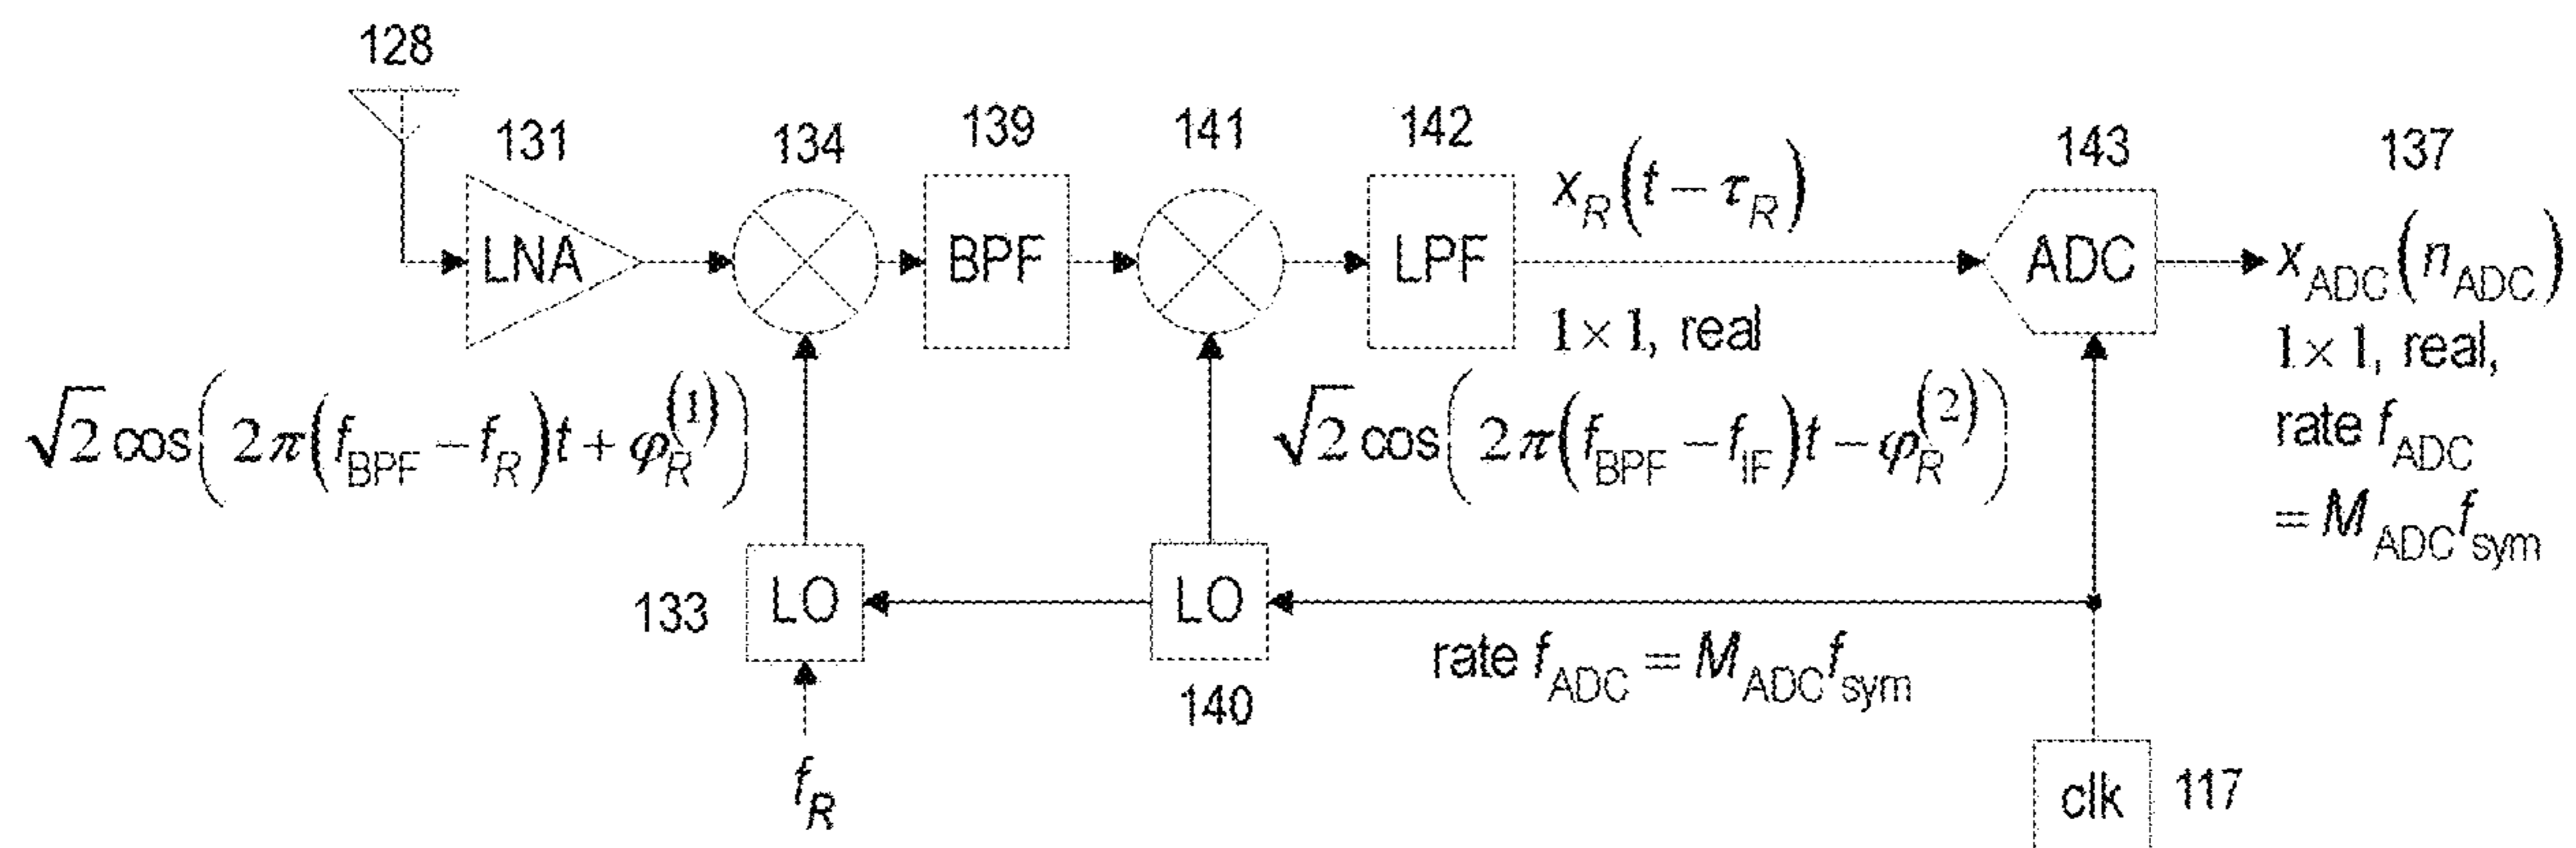 128
131
134
139
141
142
143
137
LNA
BPF
LPF
ADC
x_R(t − τ_R)
1×1, real
x_ADC(n_ADC)
1×1, real,
rate f_ADC
= M_ADC f_sym
√2 cos(2π(f_BPF − f_R)t + φ_R^(1))
√2 cos(2π(f_BPF − f_IF)t − φ_R^(2))
133
LO
LO
140
rate f_ADC = M_ADC f_sym
f_R
clk
117